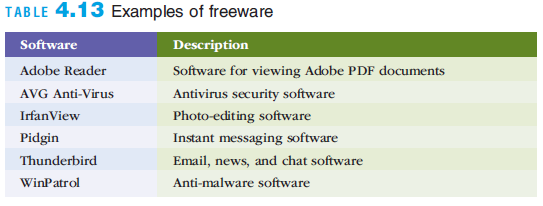 TABLE 4.13 Examples of freeware
Software Description
Adobe Reader Software for viewing Adobe PDF documents
AVG Anti-Virus Antivirus security software
IrfanView Photo-editing software
Pidgin Instant messaging software
Thunderbird Email, news, and chat software
WinPatrol Anti-malware software